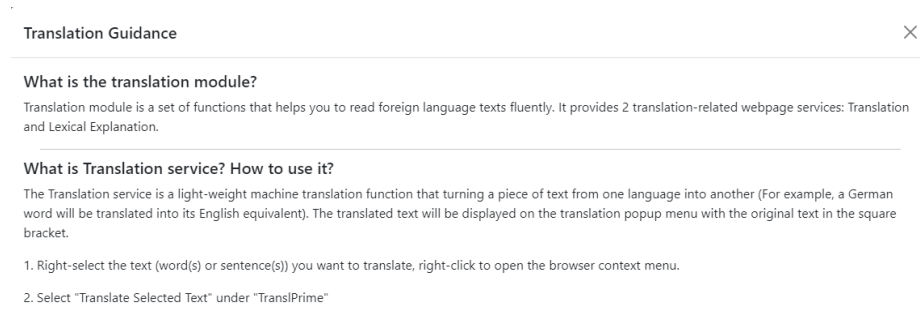 Translation Guidance
What is the translation module?
Translation module is a set of functions that helps you to read foreign language texts fluently. It provides 2 translation-related webpage services: Translation
and Lexical Explanation.
What is Translation service? How to use it?
The Translation service is a light-weight machine translation function that turning a piece of text from one language into another (For example, a German
word will be translated into its English equivalent). The translated text will be displayed on the translation popup menu with the original text in the square
bracket.
1. Right-select the text (word(s) or sentence(s)) you want to translate, right-click to open the browser context menu.
2. Select "Translate Selected Text" under "TranslPrime"